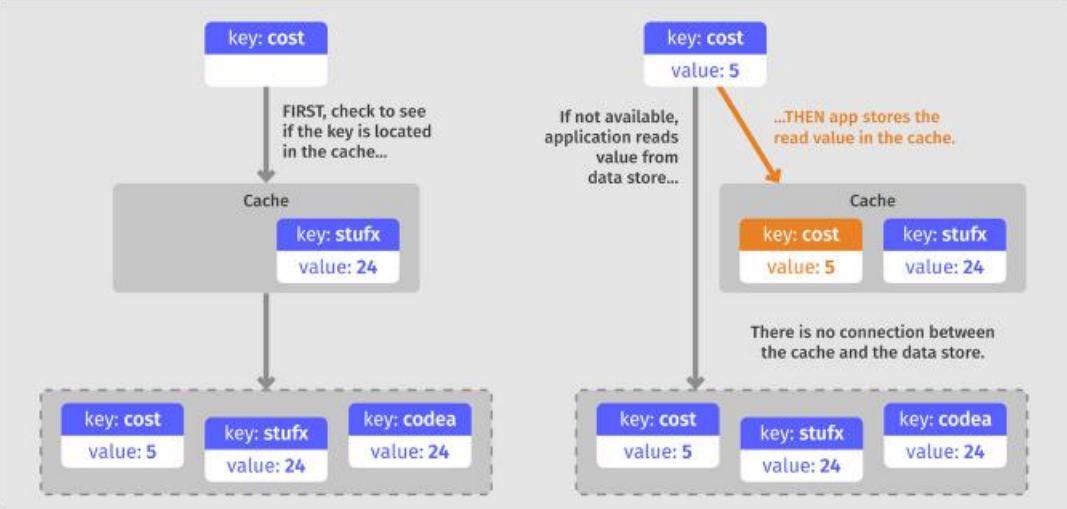 key: cost
FIRST, check to see
if the key is located
in the cache...
Cache
key: stufx
value: 24
key: cost
value: 5
key: stufx
value: 24
key: codea
value: 24
key: cost
value: 5
If not available,
application reads
value from
data store...
...THEN app stores the
read value in the cache.
Cache
key: cost
value: 5
key: stufx
value: 24
There is no connection between
the cache and the data store.
key: cost
value: 5
key: stufx
value: 24
key: codea
value: 24